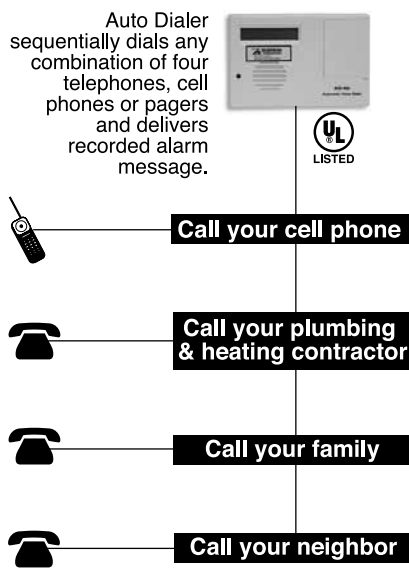 Auto Dialer
sequentially dials any
combination of four
telephones, cell
phones or pagers
and delivers
recorded alarm
message.
UL
®
LISTED
Call your cell phone
Call your plumbing
& heating contractor
Call your family
Call your neighbor